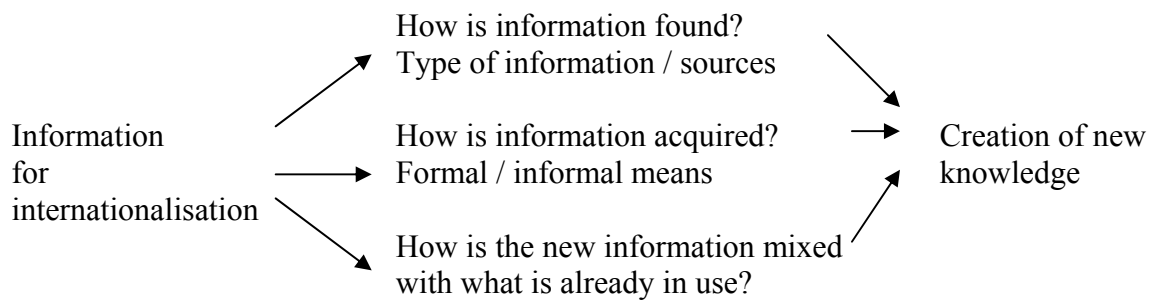 Information
for
internationalisation
How is information found?
Type of information / sources
How is information acquired?
Formal / informal means
How is the new information mixed
with what is already in use?
Creation of new
knowledge